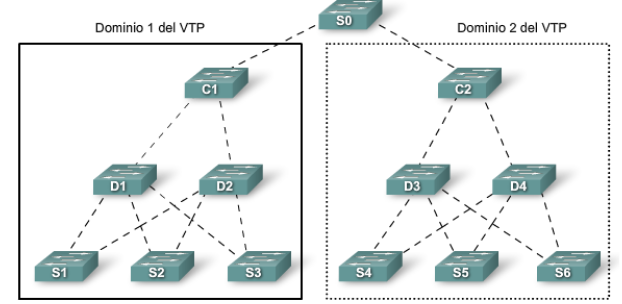 S0
Dominio 1 del VTP
Dominio 2 del VTP
C1
C2
D1
D2
D3
D4
S1
S2
S3
S4
S5
S6